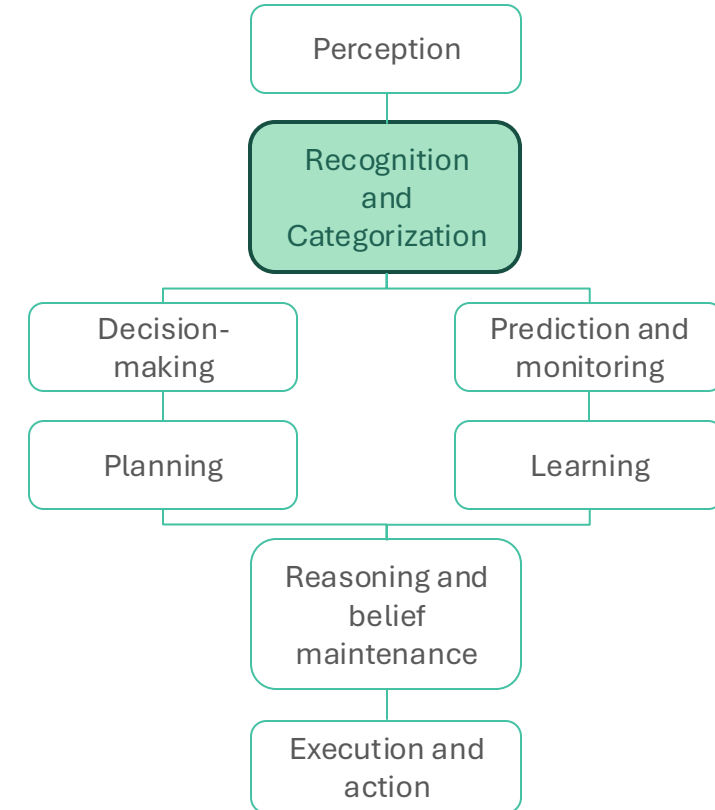 Perception
Recognition
and
Categorization
Decision-
making
Prediction and
monitoring
Planning
Learning
Reasoning and
belief
maintenance
Execution and
action